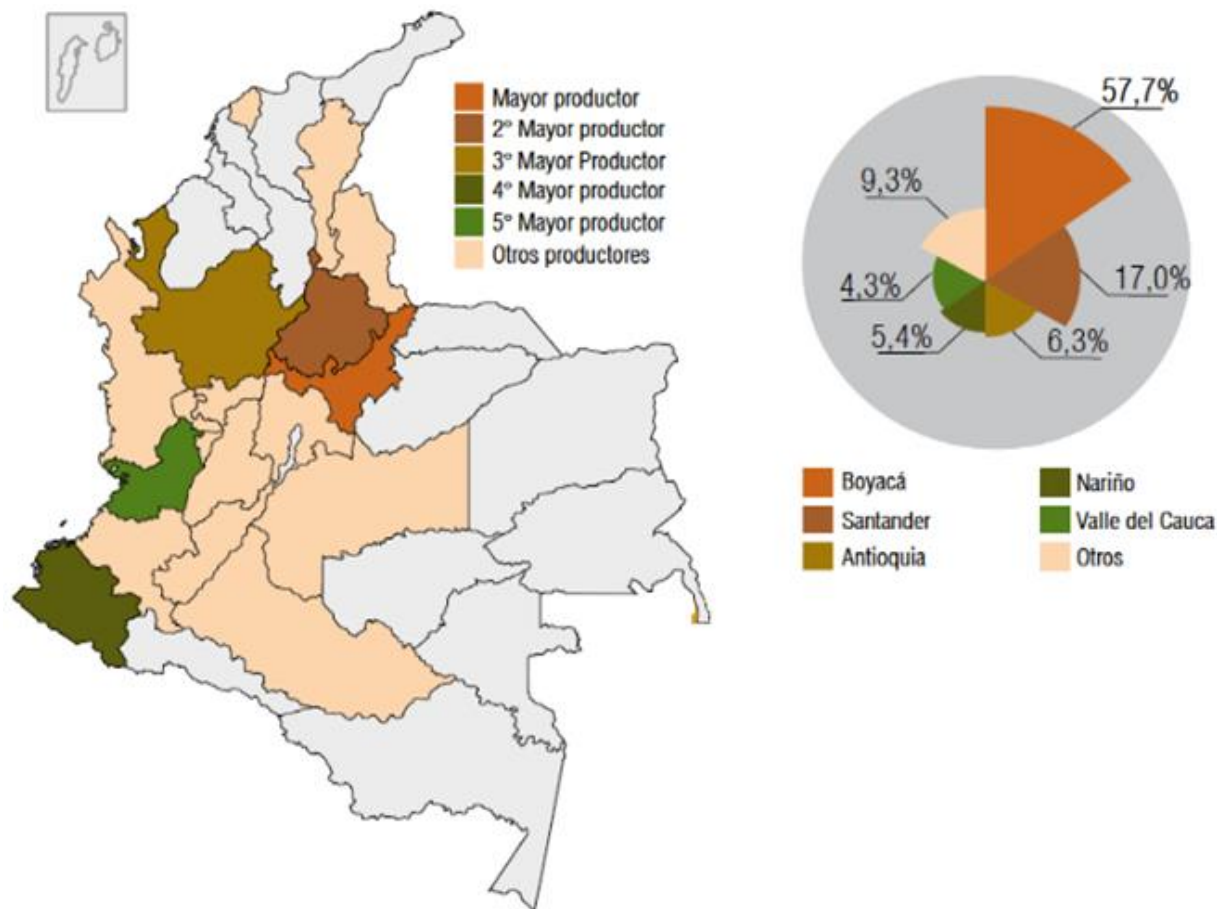 Mayor productor
2° Mayor productor
3° Mayor Productor
4° Mayor productor
5° Mayor productor
Otros productores
57,7%
9,3%
4,3%
17,0%
5,4%
6,3%
Boyacá
Santander
Antioquia
Nariño
Valle del Cauca
Otros